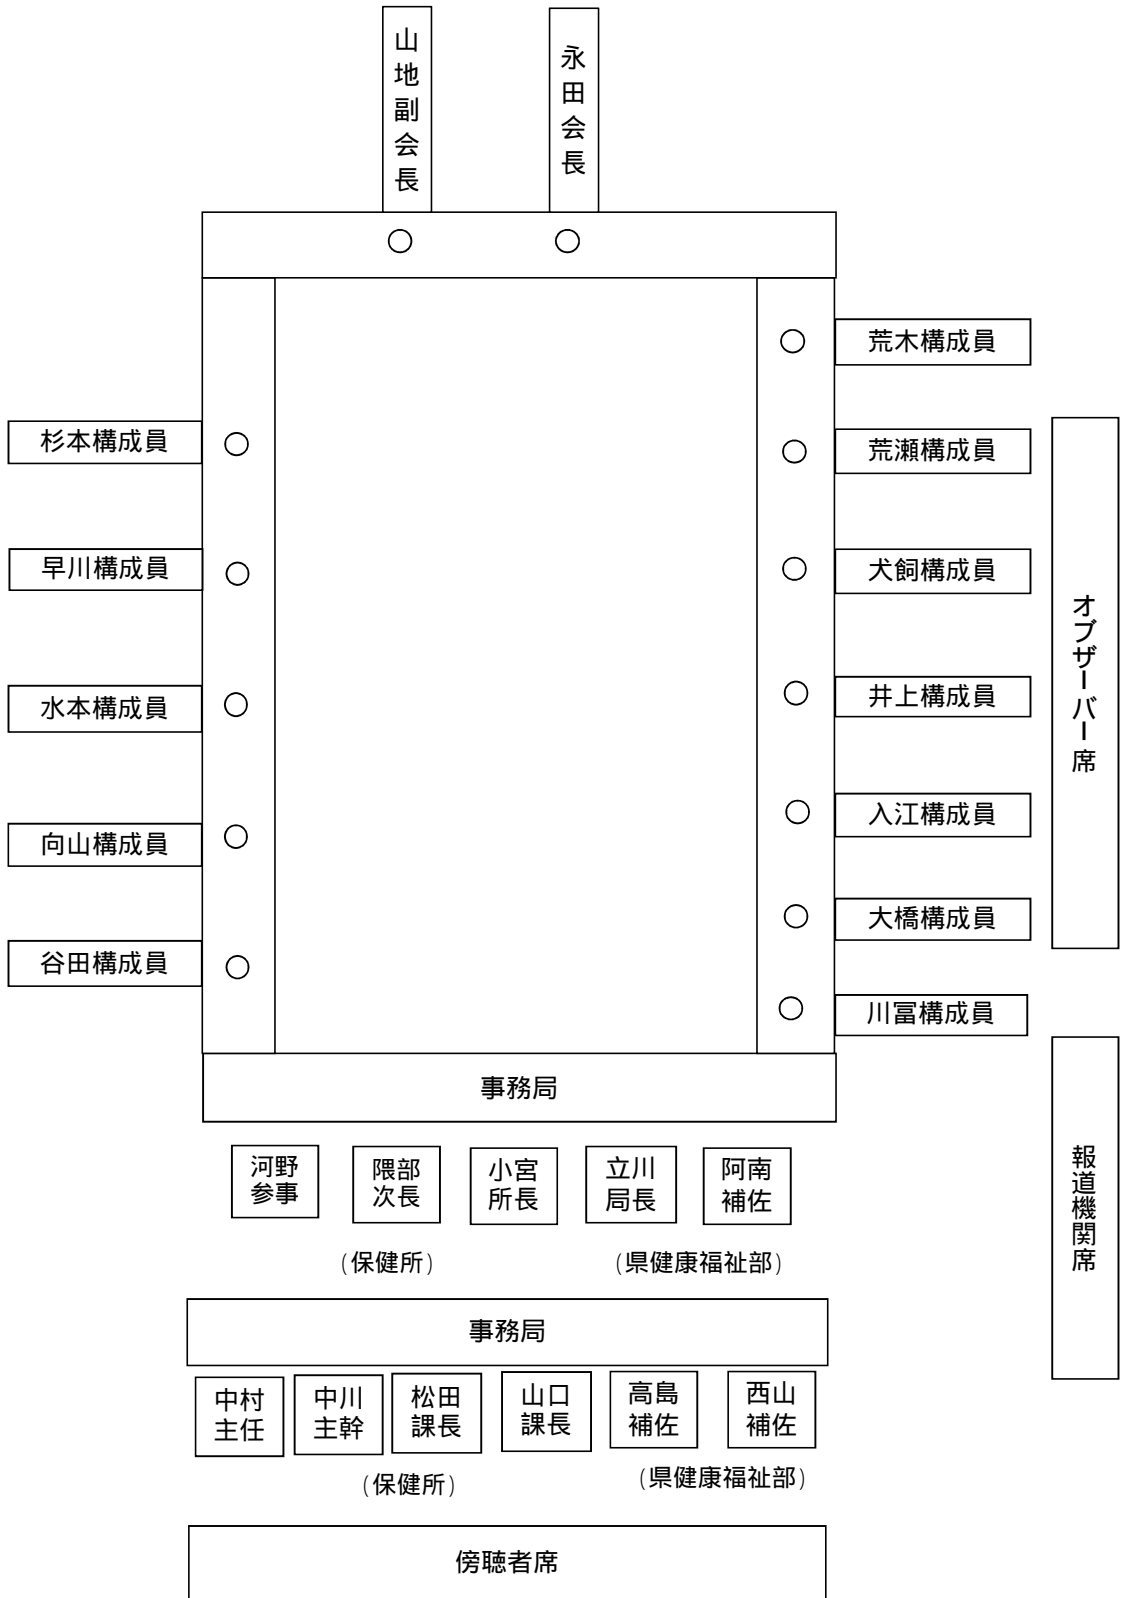 山地副会長
永田会長
荒木構成員
杉本構成員
荒瀬構成員
早川構成員
犬飼構成員
オブザーバー席
水本構成員
井上構成員
向山構成員
入江構成員
谷田構成員
大橋構成員
川冨構成員
事務局
河野
参事
隈部
次長
小宮
所長
立川
局長
阿南
補佐
報道機関席
(保健所)
(県健康福祉部)
事務局
中村
主任
中川
主幹
松田
課長
山口
課長
高島
補佐
西山
補佐
(保健所)
(県健康福祉部)
傍聴者席